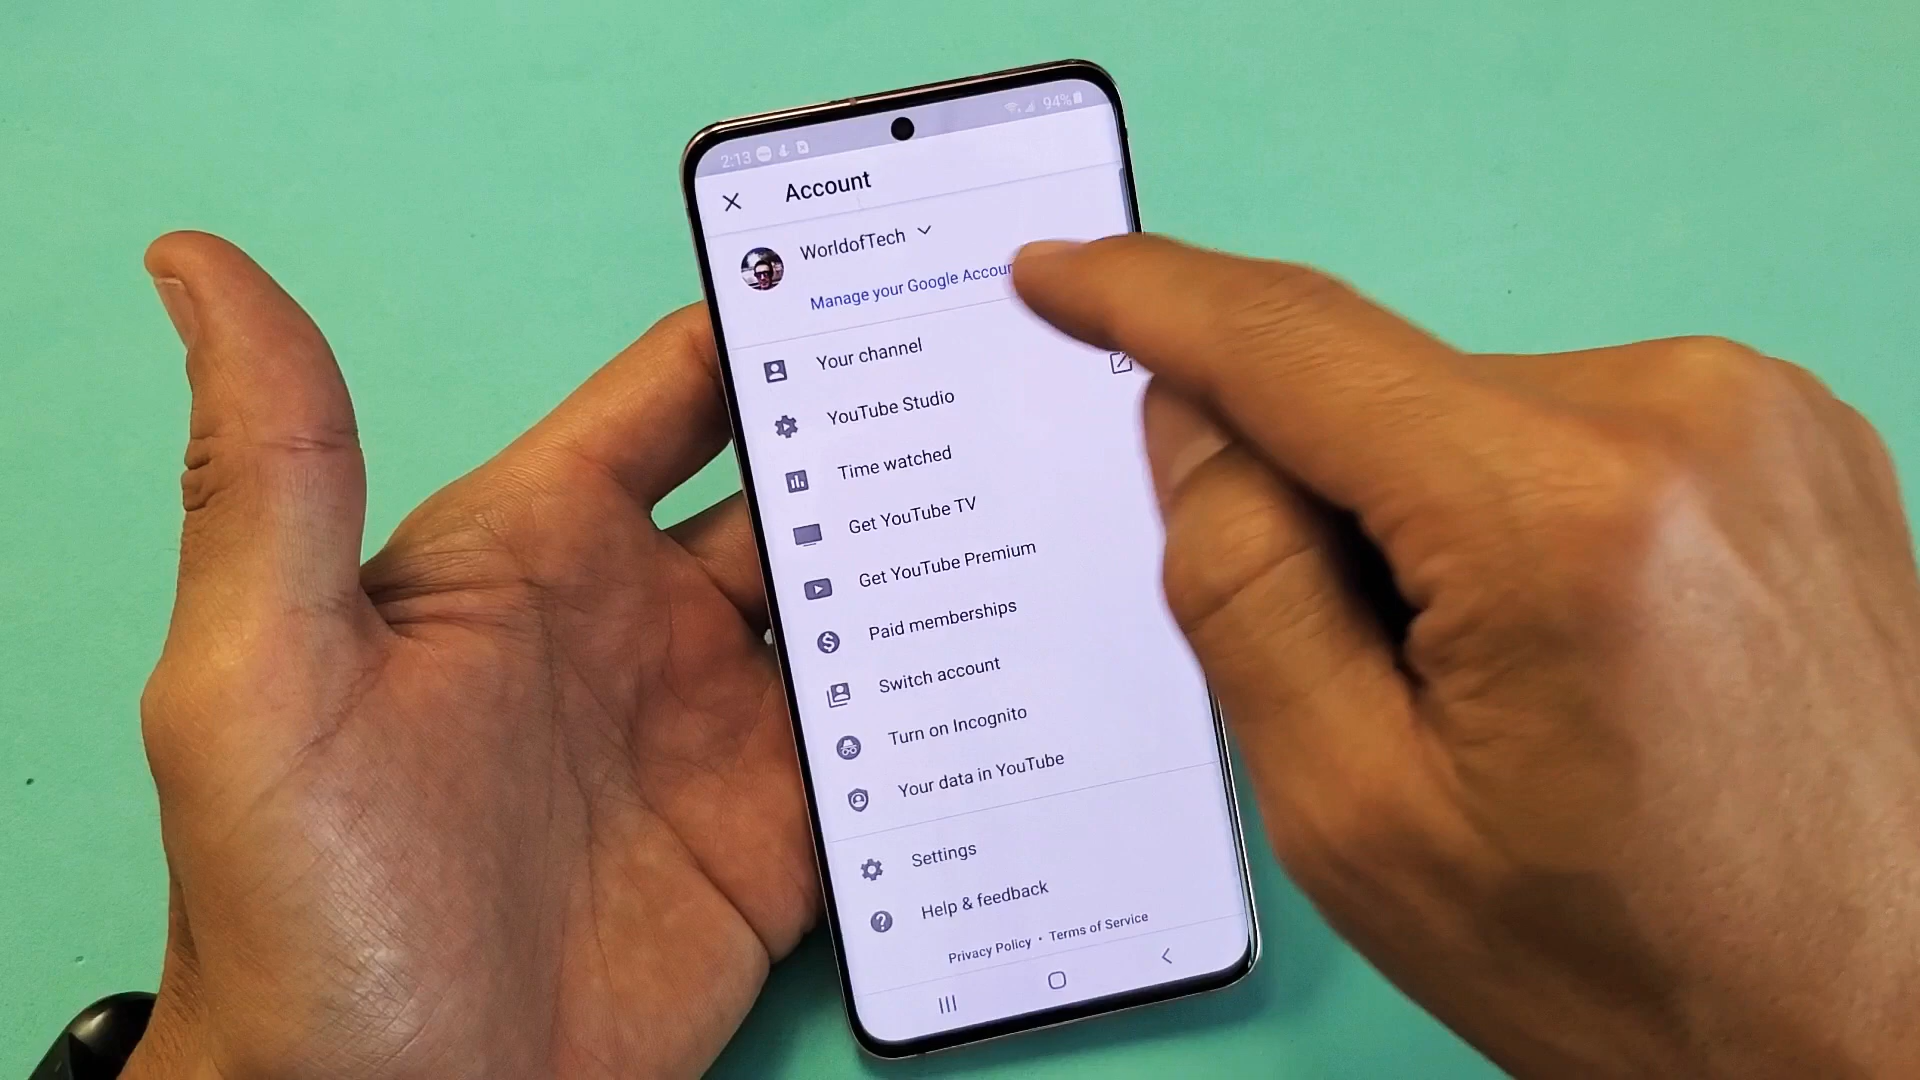 2:13
94%
Account
WorldofTech
Manage your Google Accoun
Your channel
YouTube Studio
Time watched
Get YouTube TV
Get YouTube Premium
Paid memberships
Switch account
Turn on Incognito
Your data in YouTube
Settings
Help & feedback
Privacy Policy • Terms of Service